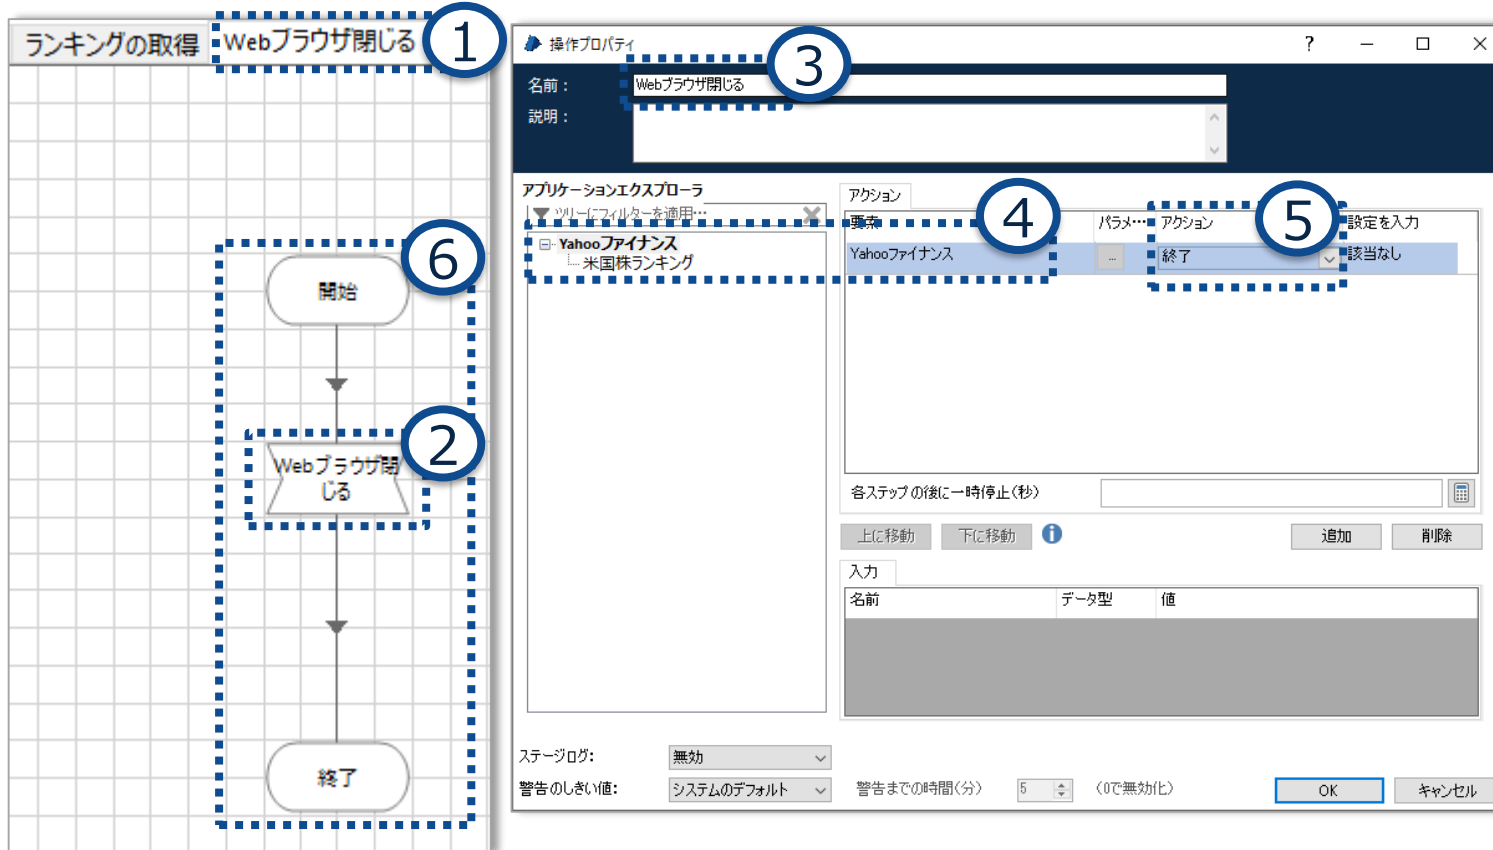 ランキングの取得 Webブラウザ閉じる 1
6
開始
2
Webブラウザ閉
じる
終了
操作プロパティ ?
3
名前： Webブラウザ閉じる
説明：
アプリケーションエクスプローラ
ツリーにフィルターを適用…
Yahooファイナンス
米国株ランキング
4
5
アクション
要素 パラメ… アクション 設定を入力
Yahooファイナンス ... 終了 該当なし
各ステップの後に一時停止(秒)
上に移動 下に移動 i 追加 削除
入力
名前 データ型 値
ステージログ: 無効
警告のしきい値: システムのデフォルト 警告までの時間(分) 5 (0で無効化)
OK キャンセル